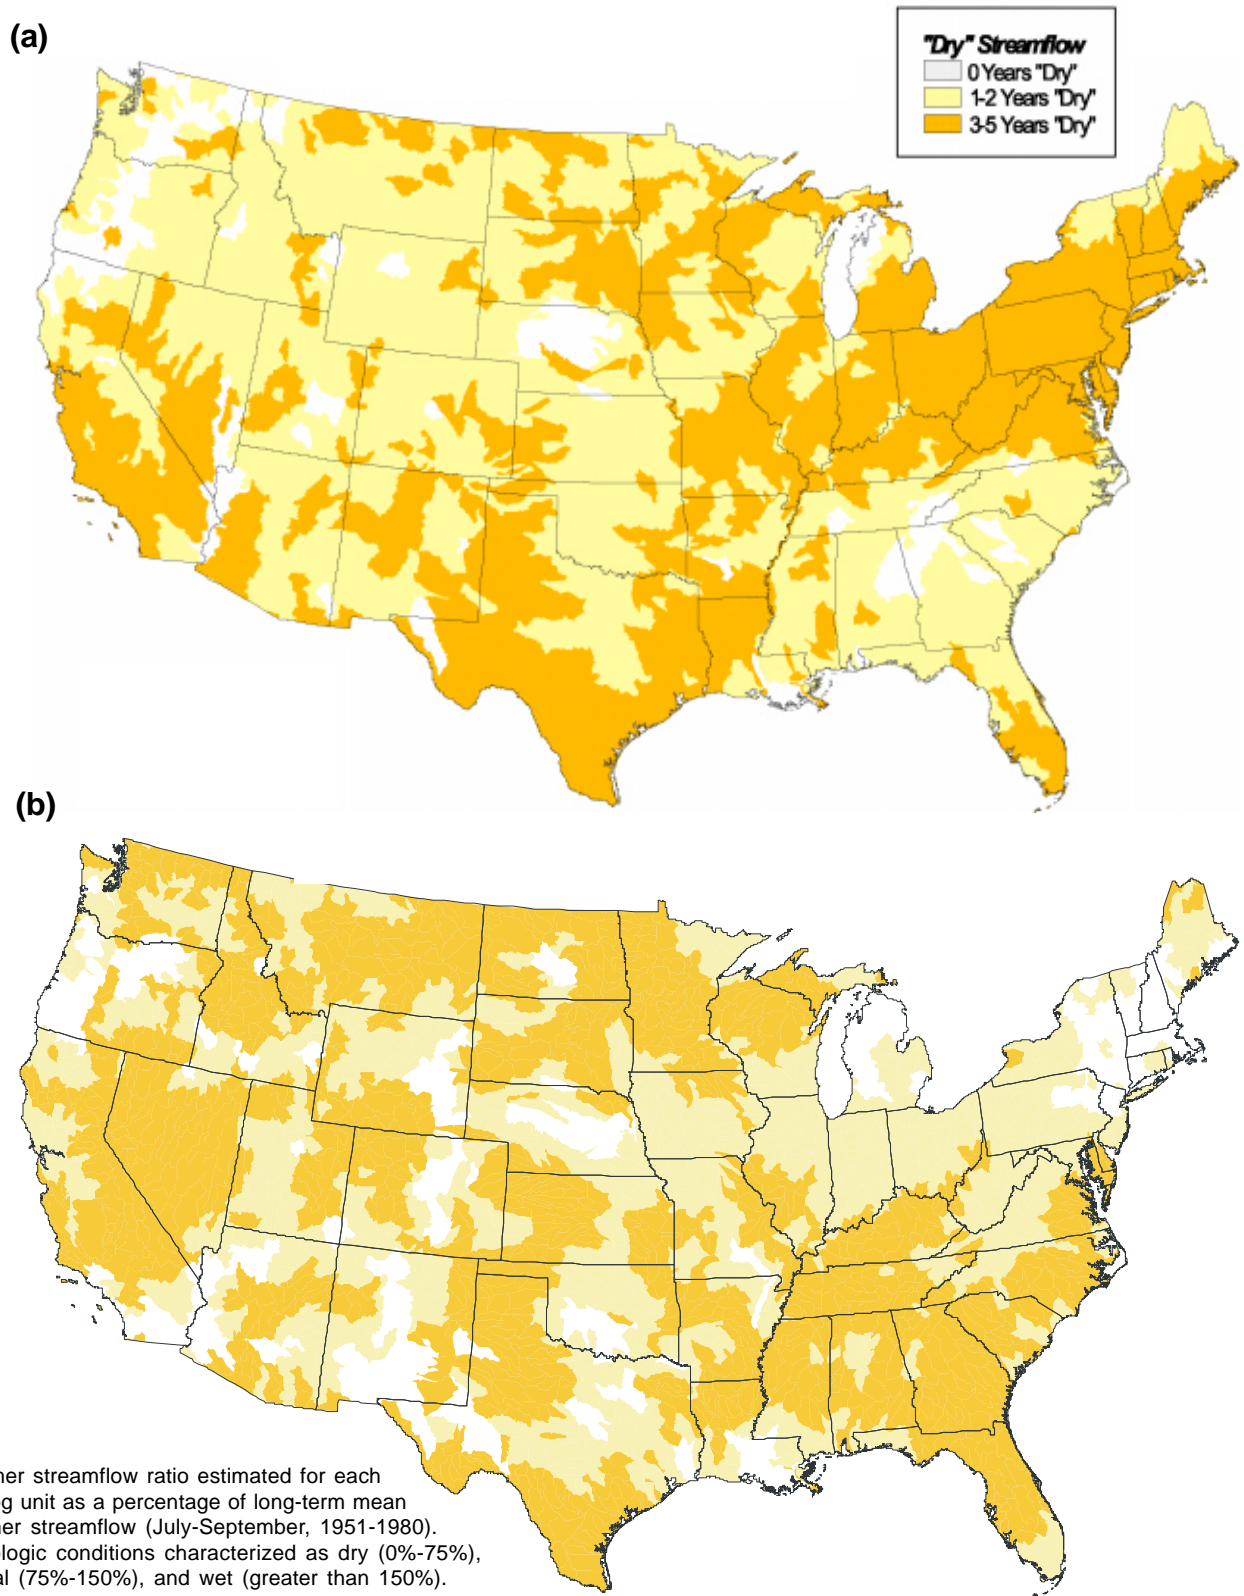 (a)
"Dry" Streamflow
0 Years "Dry"
1-2 Years "Dry"
3-5 Years "Dry"
(b)
ner streamflow ratio estimated for each
og unit as a percentage of long-term mean
ner streamflow (July-September, 1951-1980).
ologic conditions characterized as dry (0%-75%),
al (75%-150%), and wet (greater than 150%).